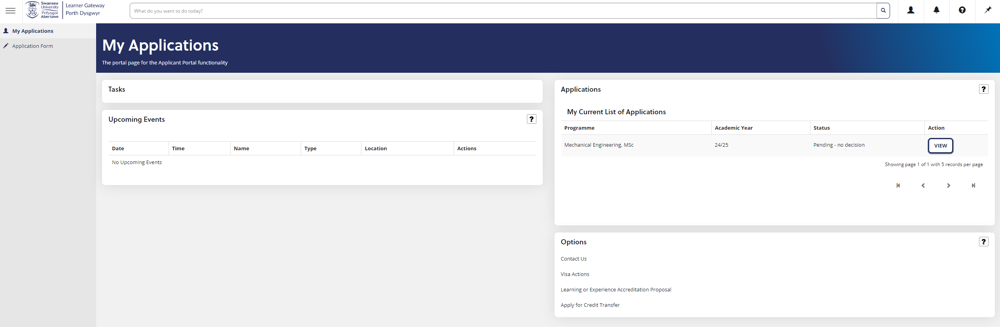 Swansea
University
Prifysgol
Abertawe
Learner Gateway
Porth Dysgwyr
What do you want to do today?
My Applications
Application Form
My Applications
The portal page for the Applicant Portal functionality
Tasks
Upcoming Events
?
Date Time Name Type Location Actions
No Upcoming Events
Applications
?
My Current List of Applications
Programme Academic Year Status Action
Mechanical Engineering, MSc 24/25 Pending - no decision VIEW
Showing page 1 of 1 with 5 records per page
Options
?
Contact Us
Visa Actions
Learning or Experience Accreditation Proposal
Apply for Credit Transfer